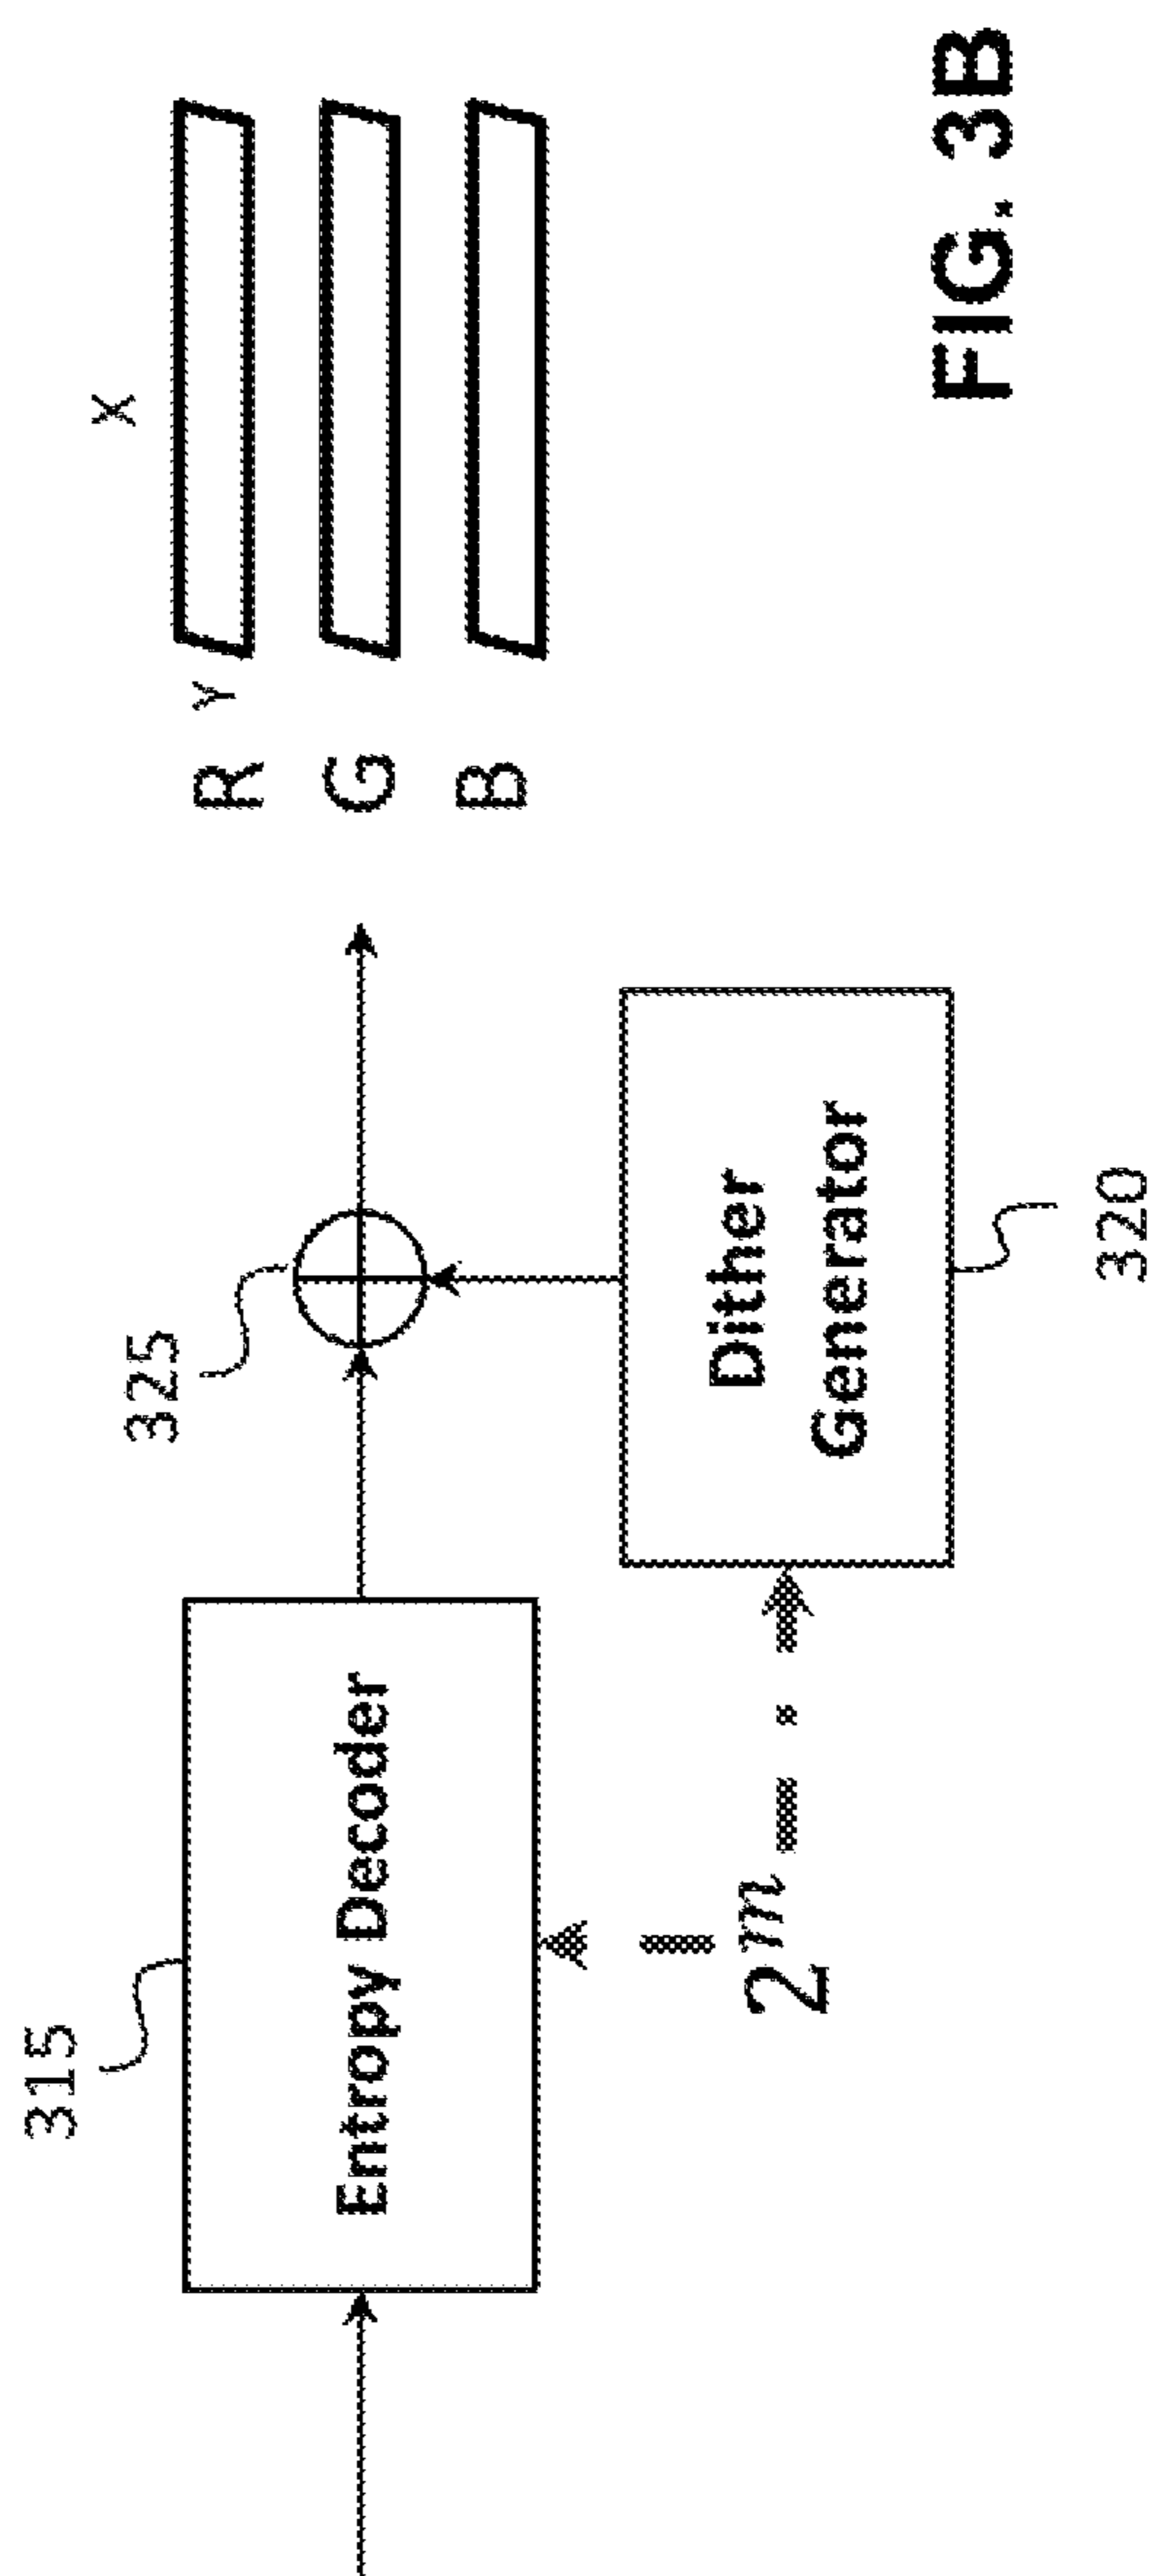 315
Entropy Decoder
2^m
325
Dither
Generator
320
X
R Y
G
B
FIG. 3B